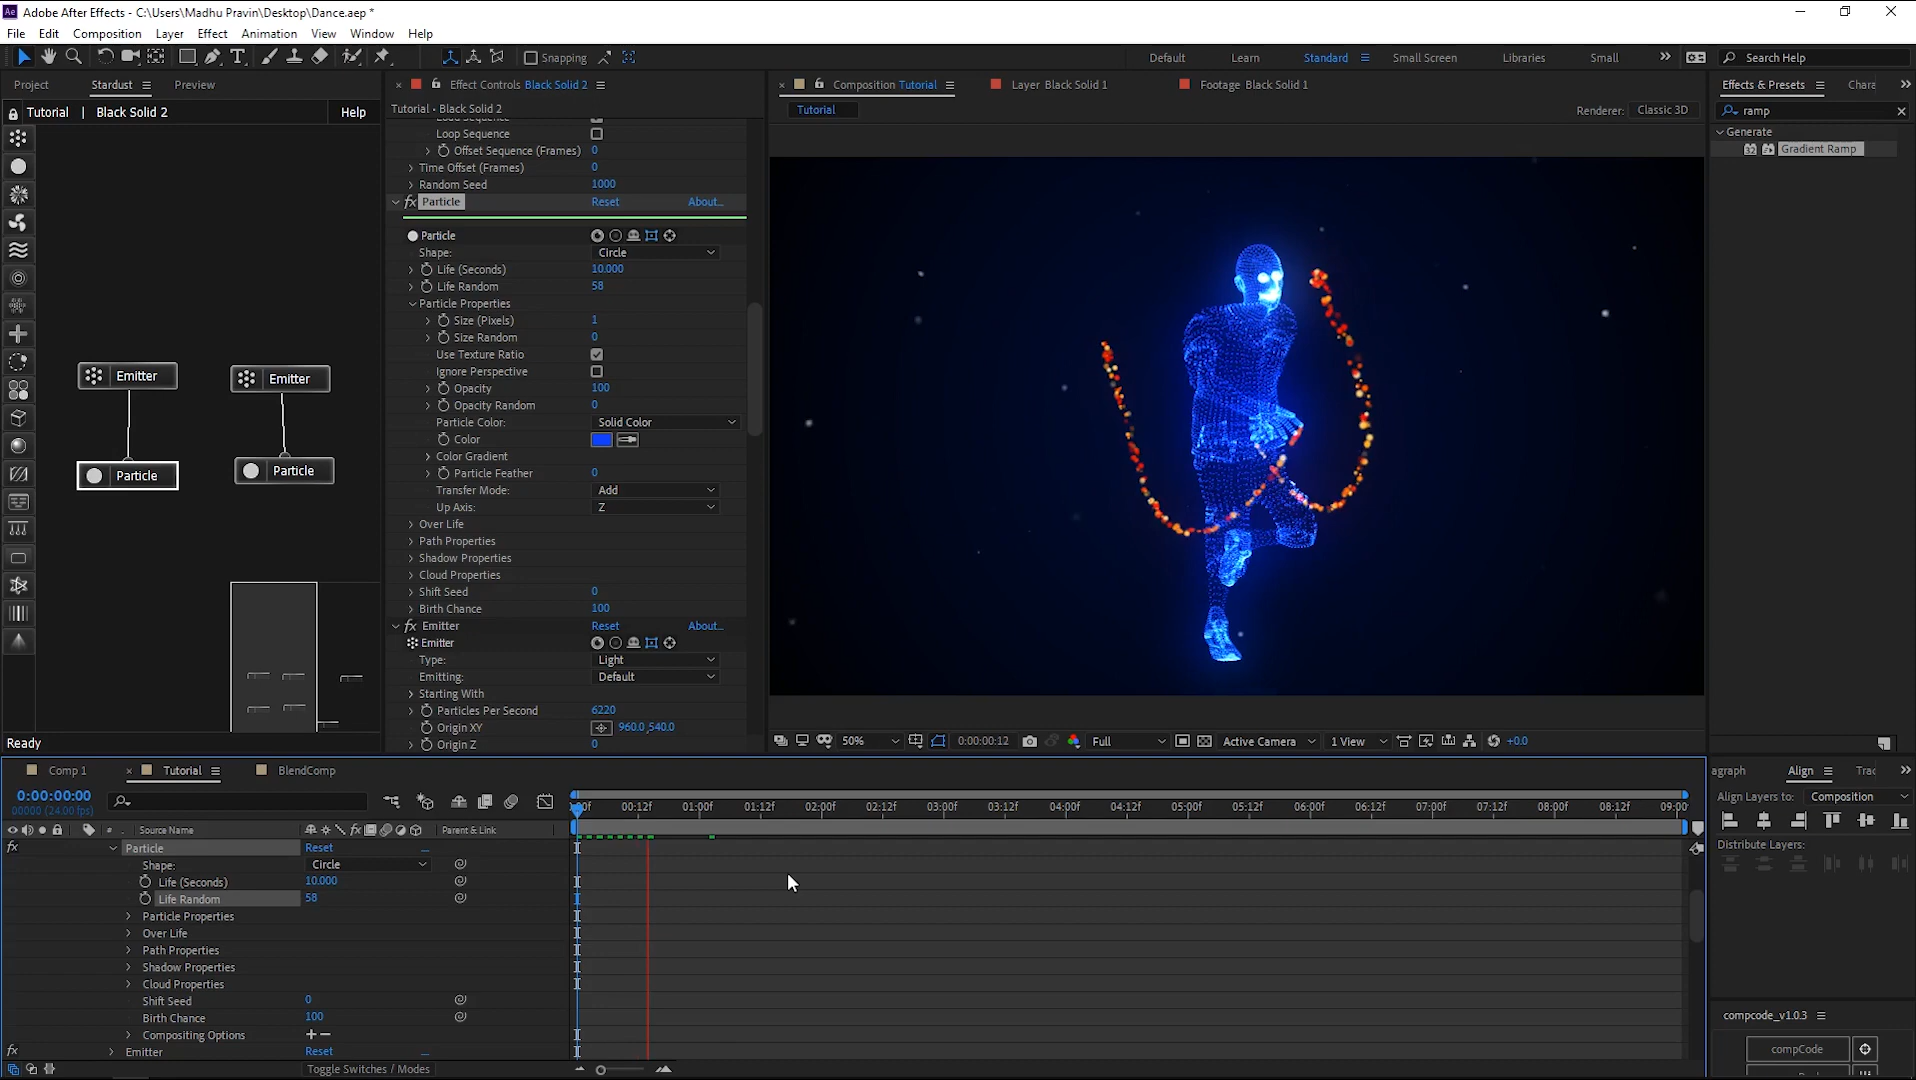 Adobe After Effects - C:\Users\Madhu Pravin\Desktop\Dance.aep *
File Edit Composition Layer Effect Animation View Window Help
Snapping Default Learn Standard Small Screen Libraries Small Search Help
Project Stardust Preview
Tutorial | Black Solid 2 Help
Emitter Emitter
Particle Particle
Ready
Effect Controls Black Solid 2
Tutorial • Black Solid 2
Loop Sequence
Offset Sequence (Frames) 0
Time Offset (Frames) 0
Random Seed 1000
fx Particle Reset About...
Particle
Shape: Circle
Life (Seconds) 10.000
Life Random 58
Particle Properties
Size (Pixels) 1
Size Random 0
Use Texture Ratio
Ignore Perspective
Opacity 100
Opacity Random 0
Particle Color: Solid Color
Color
Color Gradient
Particle Feather 0
Transfer Mode: Add
Up Axis: Z
Over Life
Path Properties
Shadow Properties
Cloud Properties
Shift Seed 0
Birth Chance 100
fx Emitter Reset About...
Emitter
Type: Light
Emitting: Default
Starting With
Particles Per Second 6220
Origin XY 960.0,540.0
Origin Z 0
Composition Tutorial Layer Black Solid 1 Footage Black Solid 1
Tutorial Renderer: Classic 3D
50% 0:00:00:12 Full Active Camera 1 View +0.0
Effects & Presets Chara
ramp
Generate
32 Gradient Ramp
Comp 1 Tutorial BlendComp
0:00:00:00
00000 (24.00 fps)
:00f 00:12f 01:00f 01:12f 02:00f 02:12f 03:00f 03:12f 04:00f 04:12f 05:00f 05:12f 06:00f 06:12f 07:00f 07:12f 08:00f 08:12f 09:00f
# Source Name fx Parent & Link
fx Particle Reset
Shape: Circle
Life (Seconds) 10.000
Life Random 58
Particle Properties
Over Life
Path Properties
Shadow Properties
Cloud Properties
Shift Seed 0
Birth Chance 100
Compositing Options +−
fx Emitter Reset
Toggle Switches / Modes
agraph Align Trac
Align Layers to: Composition
Distribute Layers:
compcode_v1.0.3
compCode